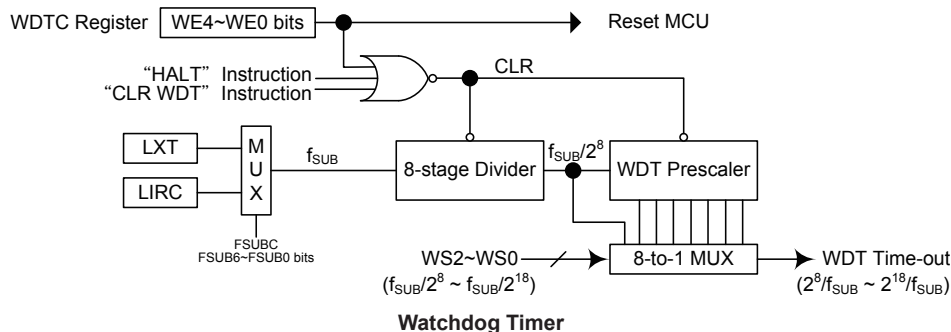 WDTC Register WE4~WE0 bits Reset MCU
“HALT” Instruction
“CLR WDT” Instruction
CLR
LXT
LIRC
M
U
X
fSUB
8-stage Divider
fSUB/2^8
WDT Prescaler
FSUBC
FSUB6~FSUB0 bits
WS2~WS0
(fSUB/2^8 ~ fSUB/2^18)
8-to-1 MUX
WDT Time-out
(2^8/fSUB ~ 2^18/fSUB)
Watchdog Timer